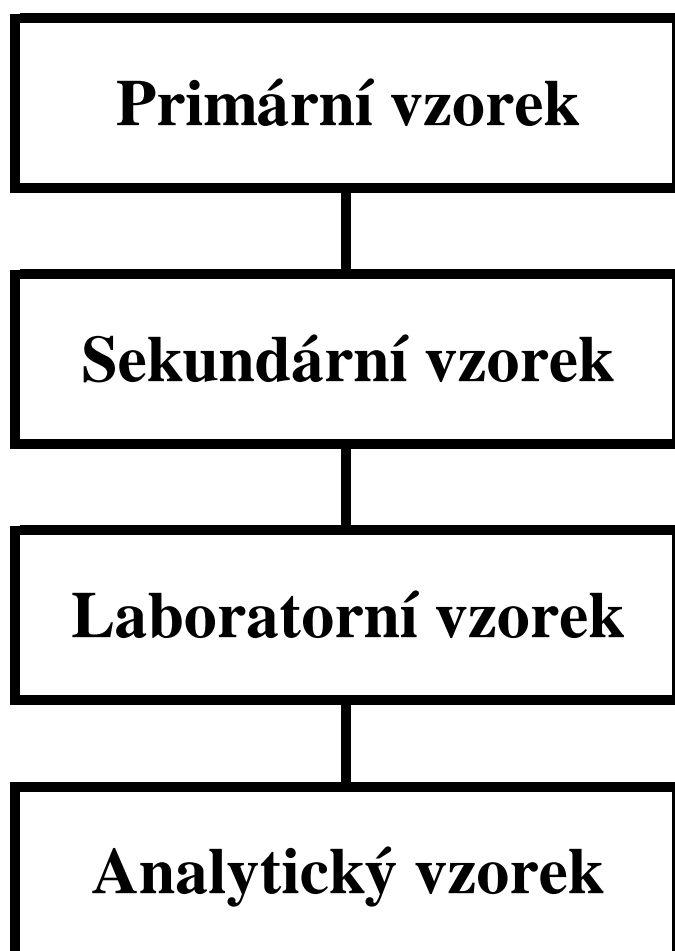 Primární vzorek
Sekundární vzorek
Laboratorní vzorek
Analytický vzorek